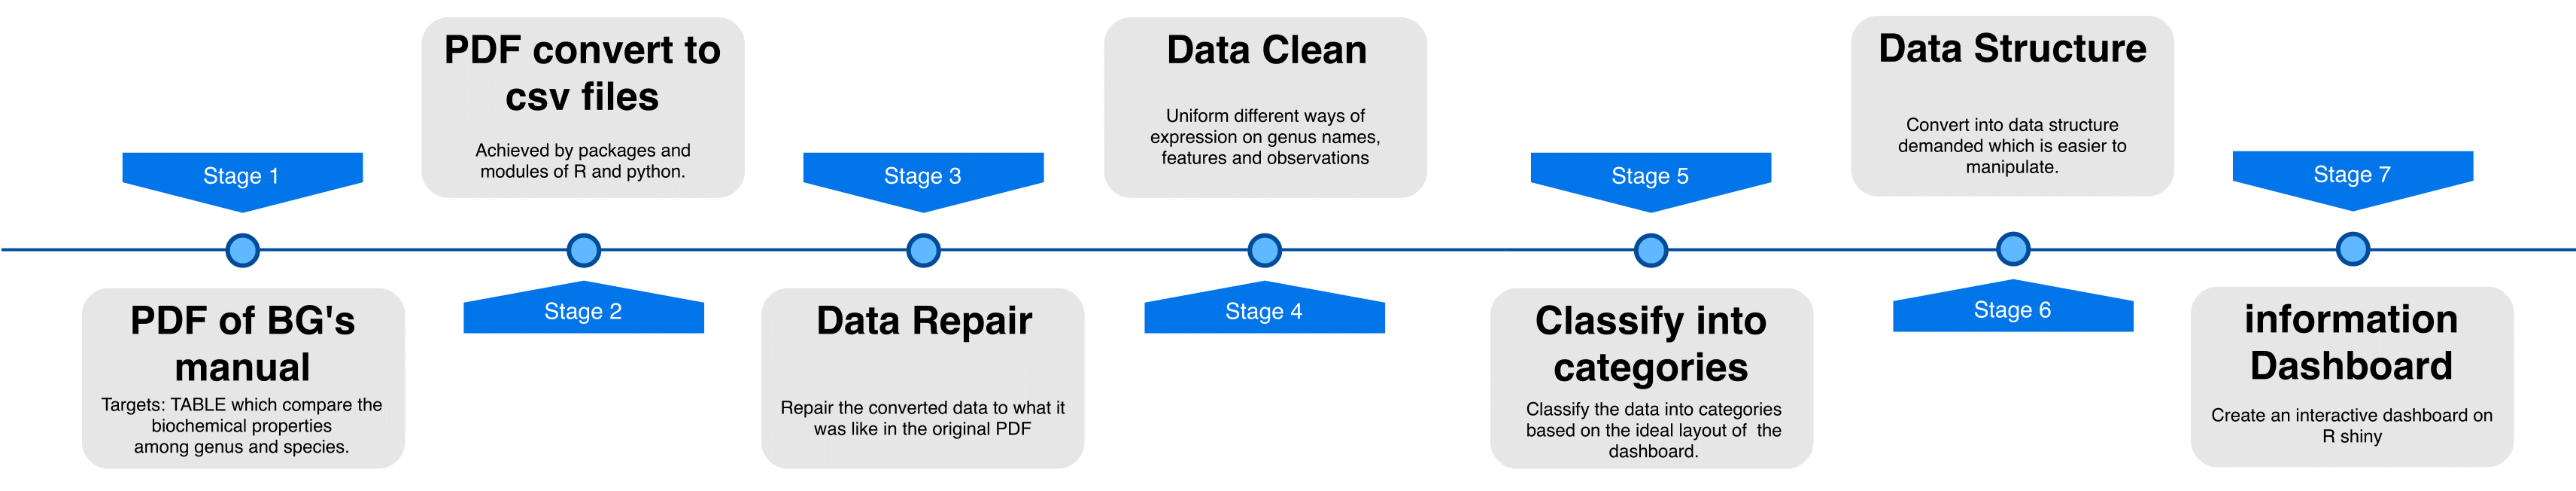 Stage 1
PDF of BG's
manual
Targets: TABLE which compare the
biochemical properties
among genus and species.
PDF convert to
csv files
Achieved by packages and
modules of R and python.
Stage 2
Stage 3
Data Repair
Repair the converted data to what it
was like in the original PDF
Data Clean
Uniform different ways of
expression on genus names,
features and observations
Stage 4
Stage 5
Classify into
categories
Classify the data into categories
based on the ideal layout of  the
dashboard.
Data Structure
Convert into data structure
demanded which is easier to
manipulate.
Stage 6
Stage 7
information
Dashboard
Create an interactive dashboard on
R shiny